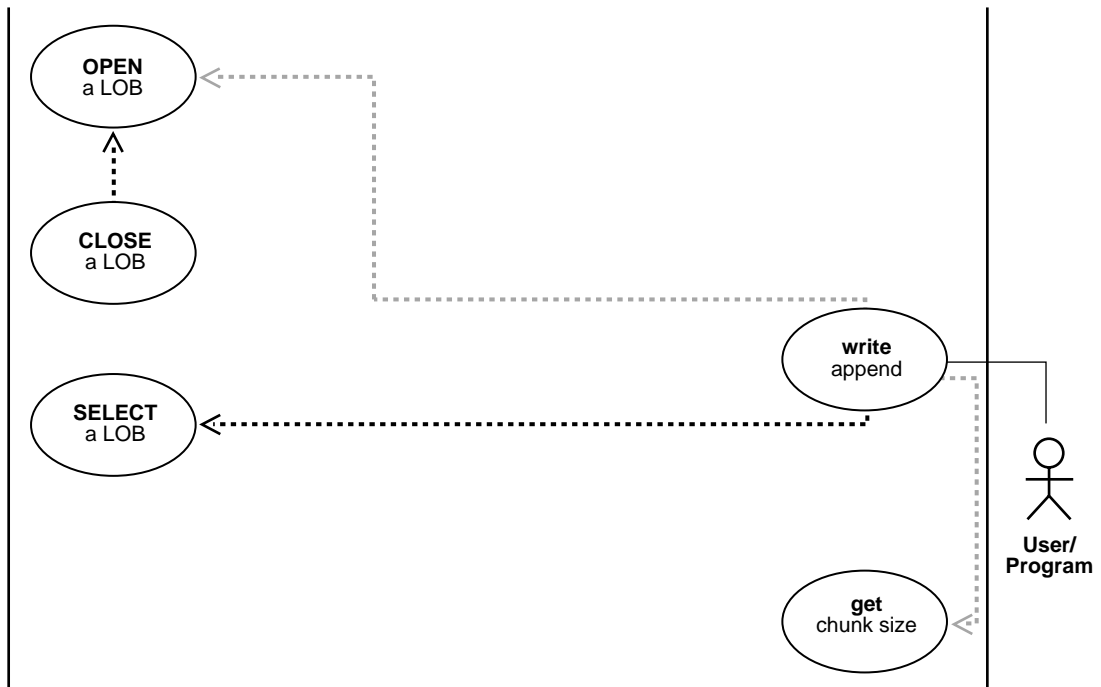 OPEN
a LOB
CLOSE
a LOB
write
append
SELECT
a LOB
User/
Program
get
chunk size